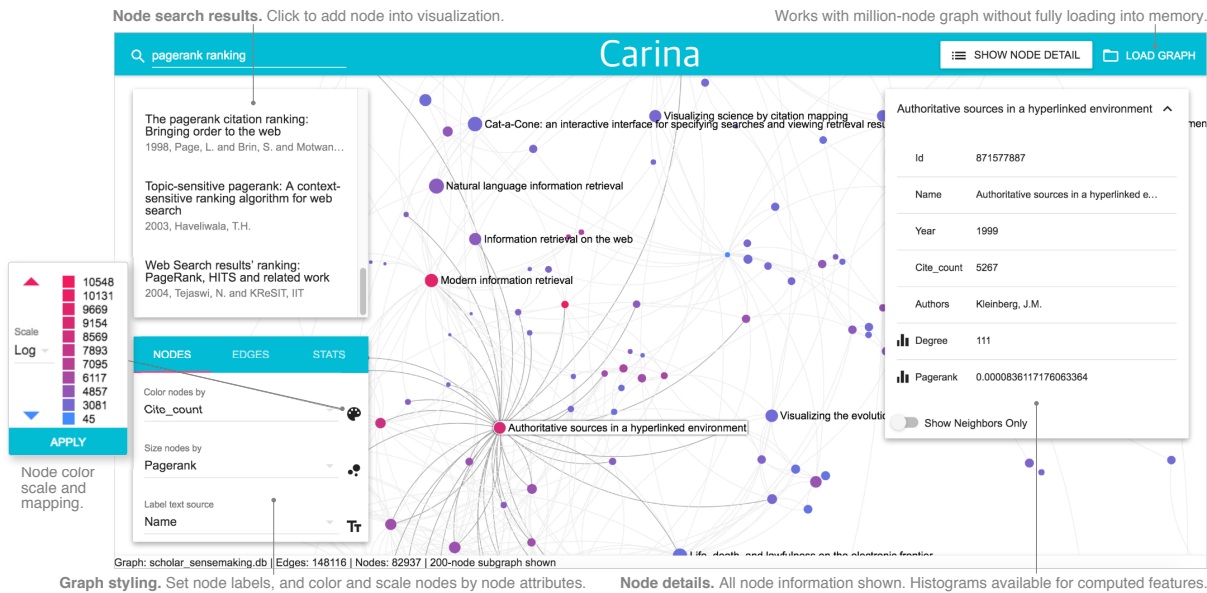 Node search results. Click to add node into visualization.
Works with million-node graph without fully loading into memory.
pagerank ranking
Carina
SHOW NODE DETAIL
LOAD GRAPH
The pagerank citation ranking:
Bringing order to the web
1998, Page, L. and Brin, S. and Motwan...
Topic-sensitive pagerank: A context-
sensitive ranking algorithm for web
search
2003, Haveliwala, T.H.
Web Search results' ranking:
PageRank, HITS and related work
2004, Tejaswi, N. and KReSIT, IIT
Visualizing science by citation mapping
Cat-a-Cone: an interactive interface for specifying searches and viewing retrieval resu
Natural language information retrieval
Information retrieval on the web
Modern information retrieval
Authoritative sources in a hyperlinked environment
Visualizing the evolutio
Life, death, and lawfulness on the electronic frontier
Authoritative sources in a hyperlinked environment
Id 871577887
Name Authoritative sources in a hyperlinked e...
Year 1999
Cite_count 5267
Authors Kleinberg, J.M.
Degree 111
Pagerank 0.0000836117176063364
Show Neighbors Only
men
10548
10131
9669
9154
8569
7893
7095
6117
4857
3081
45
Scale
Log
APPLY
Node color
scale and
mapping.
NODES EDGES STATS
Color nodes by
Cite_count
Size nodes by
Pagerank
Label text source
Name
Graph: scholar_sensemaking.db | Edges: 148116 | Nodes: 82937 | 200-node subgraph shown
Graph styling. Set node labels, and color and scale nodes by node attributes.
Node details. All node information shown. Histograms available for computed features.